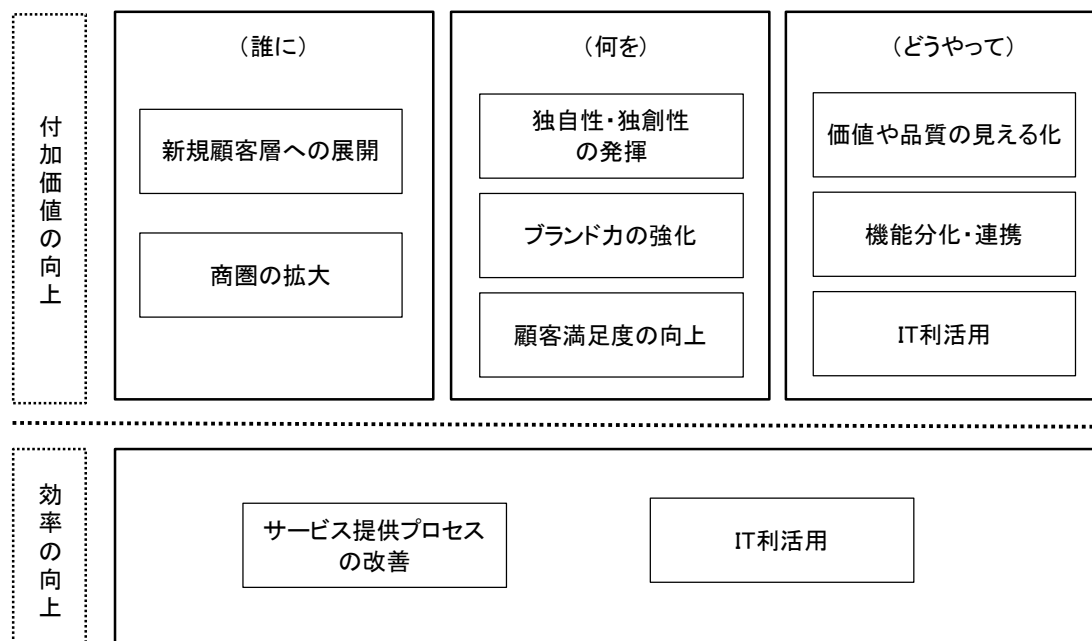 付加価値の向上
(誰に)
新規顧客層への展開
商圏の拡大
(何を)
独自性・独創性
の発揮
ブランド力の強化
顧客満足度の向上
(どうやって)
価値や品質の見える化
機能分化・連携
IT利活用
効率の向上
サービス提供プロセス
の改善
IT利活用